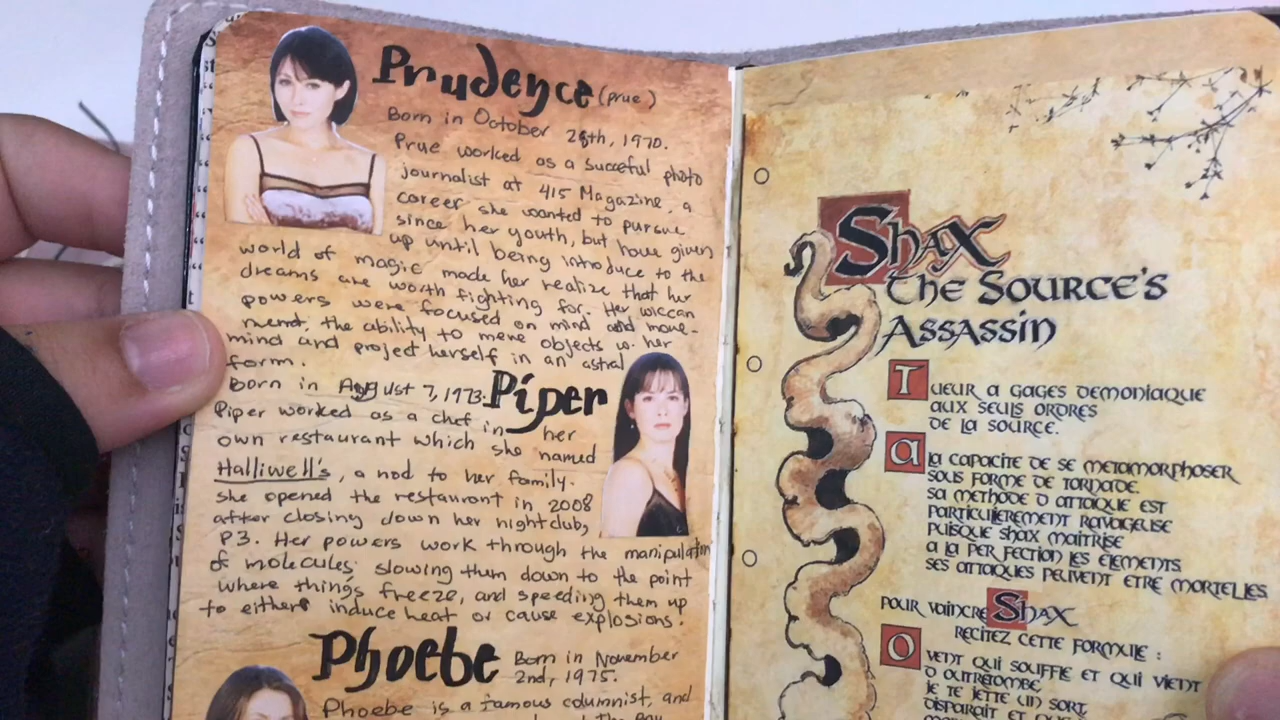 Prudence (prue)
Born in October 28th, 1970.
Prue worked as a succeful photo
journalist at 415 Magazine, a
career she wanted to pursue
since her youth, but have given
up until being introduce to the
world of magic made her realize that her
dreams are worth fighting for. Her wiccan
powers were focused on mind and move-
ment, the ability to mene objects w. her
mind and project herself in an astral
form.
Born in August 7, 1973. Piper
Piper worked as a chef in her
own restaurant which she named
Halliwell's, a nod to her family.
she opened the restaurant in 2008
after closing down her nightclub,
P3. Her powers work through the manipulation
of molecules: slowing them down to the point
where things freeze, and speeding them up
to either induce heat or cause explosions.
Phoebe Born in November
2nd, 1975.
Phoebe is a famous columnist, and
Shax
The Source's
Assassin
Tueur a gages demoniaque
aux seuls ordres
de la source.
a la capacite de se metamorphoser
sous forme de tornade.
sa methode d attaque est
particulierement ravageuse
puisque shax maitrise
a la per fection les elements.
ses attaques peuvent etre mortelles.
pour vaincre Shax
recitez cette formule :
O vent qui souffle et qui vient
d outretombe,
je te jette un sort,
disparait et que